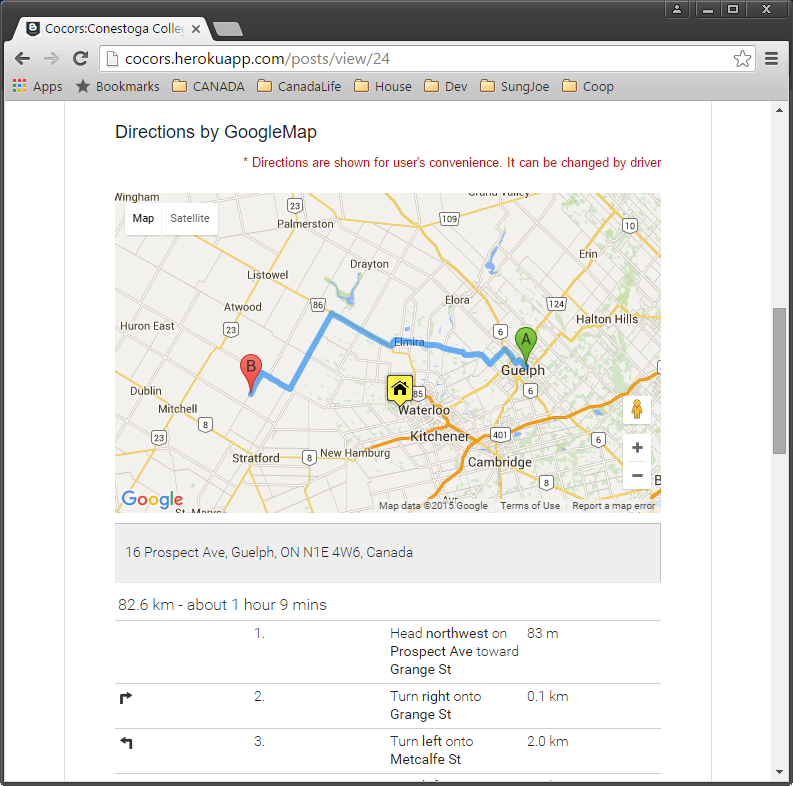 Cocors:Conestoga Colleg
cocors.herokuapp.com/posts/view/24
Apps Bookmarks CANADA CanadaLife House Dev SungJoe Coop
Directions by GoogleMap
* Directions are shown for user's convenience. It can be changed by driver
Wingham
Grand Valley
23
Palmerston
109
10
Map Satellite
Erin
Drayton
Listowel
Elora
124
Atwood
86
Halton Hills
Huron East
23
6
A
Elmira
B
Guelph
Dublin
85
6
Mitchell
Waterloo
8
Kitchener
401
23
6
Stratford
8
New Hamburg
Cambridge
8
Google
St-Marys
Ayr
Map data ©2015 Google Terms of Use Report a map error
16 Prospect Ave, Guelph, ON N1E 4W6, Canada
82.6 km - about 1 hour 9 mins
1. Head northwest on 83 m
Prospect Ave toward
Grange St
2. Turn right onto 0.1 km
Grange St
3. Turn left onto 2.0 km
Metcalfe St